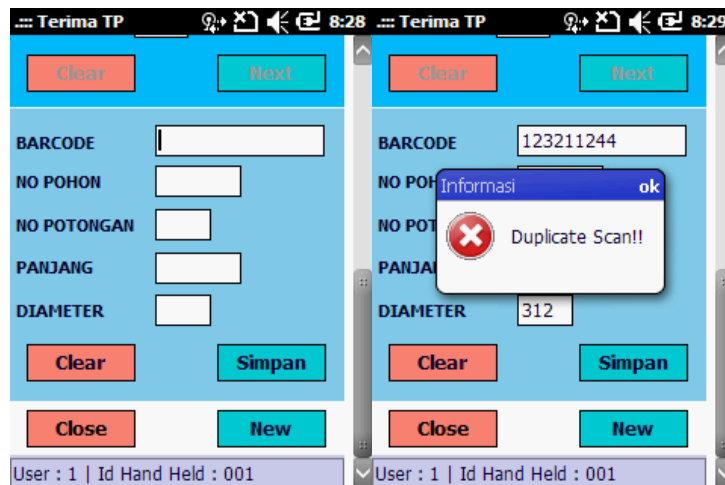 .::: Terima TP 8:28
Clear Next
BARCODE
NO POHON
NO POTONGAN
PANJANG
DIAMETER
Clear Simpan
Close New
User : 1 | Id Hand Held : 001
.::: Terima TP 8:29
Clear Next
BARCODE 123211244
NO POH
Informasi ok
NO POT
Duplicate Scan!!
PANJA
DIAMETER 312
Clear Simpan
Close New
User : 1 | Id Hand Held : 001